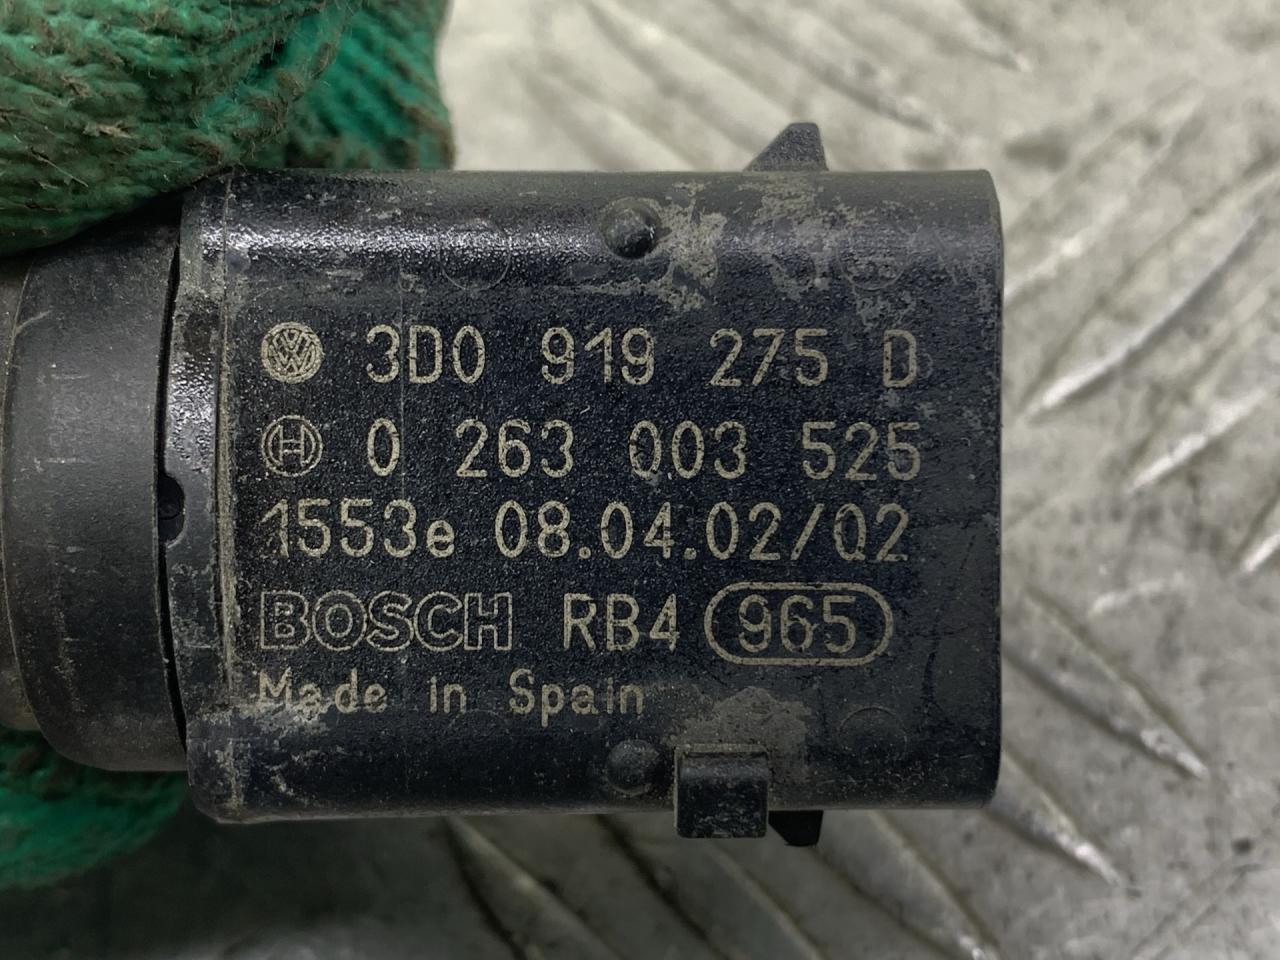 3D0 919 275 D
0 263 003 525
1553e 08.04.02/02
BOSCH RB4 965
Made in Spain